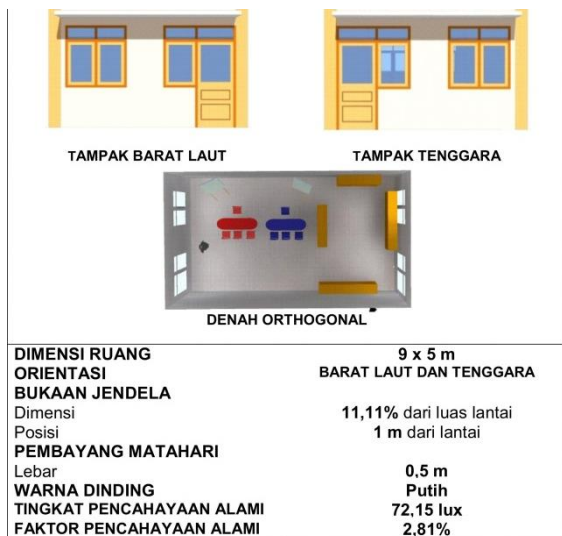 TAMPAK BARAT LAUT TAMPAK TENGGARA
DENAH ORTHOGONAL
DIMENSI RUANG 9 x 5 m
ORIENTASI BARAT LAUT DAN TENGGARA
BUKAAN JENDELA
Dimensi 11,11% dari luas lantai
Posisi 1 m dari lantai
PEMBAYANG MATAHARI
Lebar 0,5 m
WARNA DINDING Putih
TINGKAT PENCAHAYAAN ALAMI 72,15 lux
FAKTOR PENCAHAYAAN ALAMI 2,81%